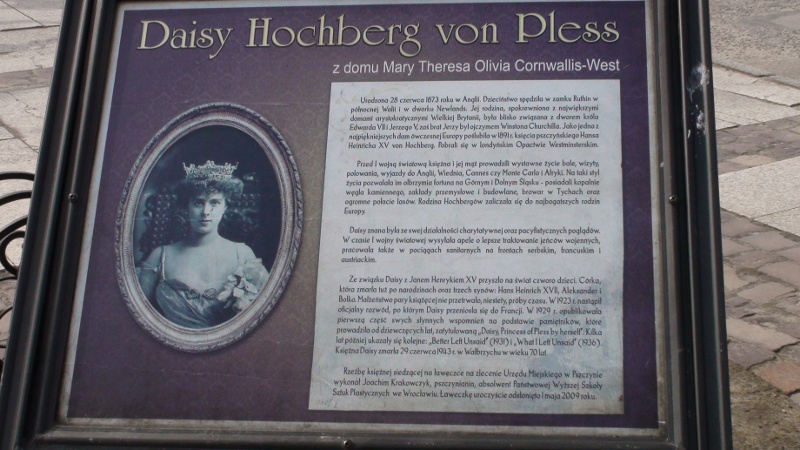 Daisy Hochberg von Pless
z domu Mary Theresa Olivia Cornwallis-West
Urodzona 28 czerwca 1873 roku w Anglii. Dzieciństwo spędziła w zamku Ruthin w
północnej Walii i w dworku Newlands. Jej rodzina, spokrewniona z największymi
domami arystokratycznymi Wielkiej Brytanii, była blisko związana z dworem króla
Edwarda VII i Jerzego V, zaś brat Jerzy był ojczymem Winstona Churchilla. Jako jedna z
najpiękniejszych dam ówczesnej Europy poślubiła w 1891 r. księcia pszczyńskiego Hansa
Heinricha XV von Hochberg. Pobrali się w londyńskim Opactwie Westminsterskim.
Przed I wojną światową księżna i jej mąż prowadzili wystawne życie: bale, wizyty,
polowania, wyjazdy do Anglii, Wiednia, Cannes czy Monte Carlo i Afryki. Na taki styl
życia pozwalała im olbrzymia fortuna na Górnym i Dolnym Śląsku - posiadali kopalnie
węgla kamiennego, zakłady przemysłowe i budowlane, browar w Tychach oraz
ogromne połacie lasów. Rodzina Hochbergów zaliczała się do najbogatszych rodzin
Europy.
Daisy znana była ze swej działalności charytatywnej oraz pacyfistycznych poglądów.
W czasie I wojny światowej wysyłała apele o lepsze traktowanie jeńców wojennych,
pracowała także w pociągach sanitarnych na frontach serbskim, francuskim i
austriackim.
Ze związku Daisy z Janem Henrykiem XV przyszło na świat czworo dzieci. Córka,
która zmarła tuż po narodzinach oraz trzech synów: Hans Heinrich XVII, Aleksander i
Bolko. Małżeństwo pary książęcej nie przetrwało, niestety, próby czasu. W 1923 r. nastąpił
oficjalny rozwód, po którym Daisy przeniosła się do Francji. W 1929 r. opublikowała
pierwszą część swych słynnych wspomnień na podstawie pamiętników, które
prowadziła od dziewczęcych lat, zatytułowaną „Daisy, Princess of Pless by herself". Kilka
lat później ukazały się kolejne: „Better Left Unsaid" (1931) i „What I Left Unsaid" (1936).
Księżna Daisy zmarła 29 czerwca 1943 r. w Wałbrzychu w wieku 70 lat.
Rzeźbę księżnej siedzącej na ławeczce na zlecenie Urzędu Miejskiego w Pszczynie
wykonał Joachim Krakowczyk, pszczynianin, absolwent Państwowej Wyższej Szkoły
Sztuk Plastycznych we Wrocławiu. Ławeczkę uroczyście odsłonięto 1 maja 2009 roku.